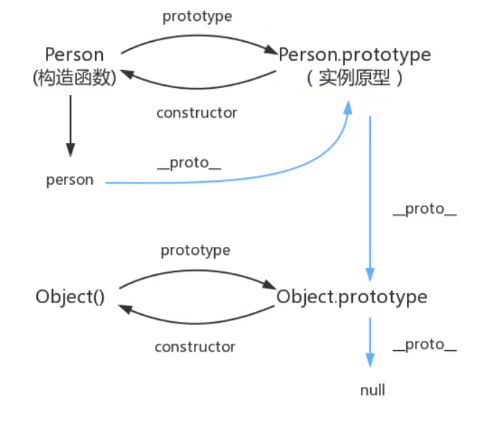 prototype
Person
(构造函数)
Person.prototype
(实例原型)
constructor
__proto__
person
__proto__
prototype
Object()
Object.prototype
constructor
__proto__
null